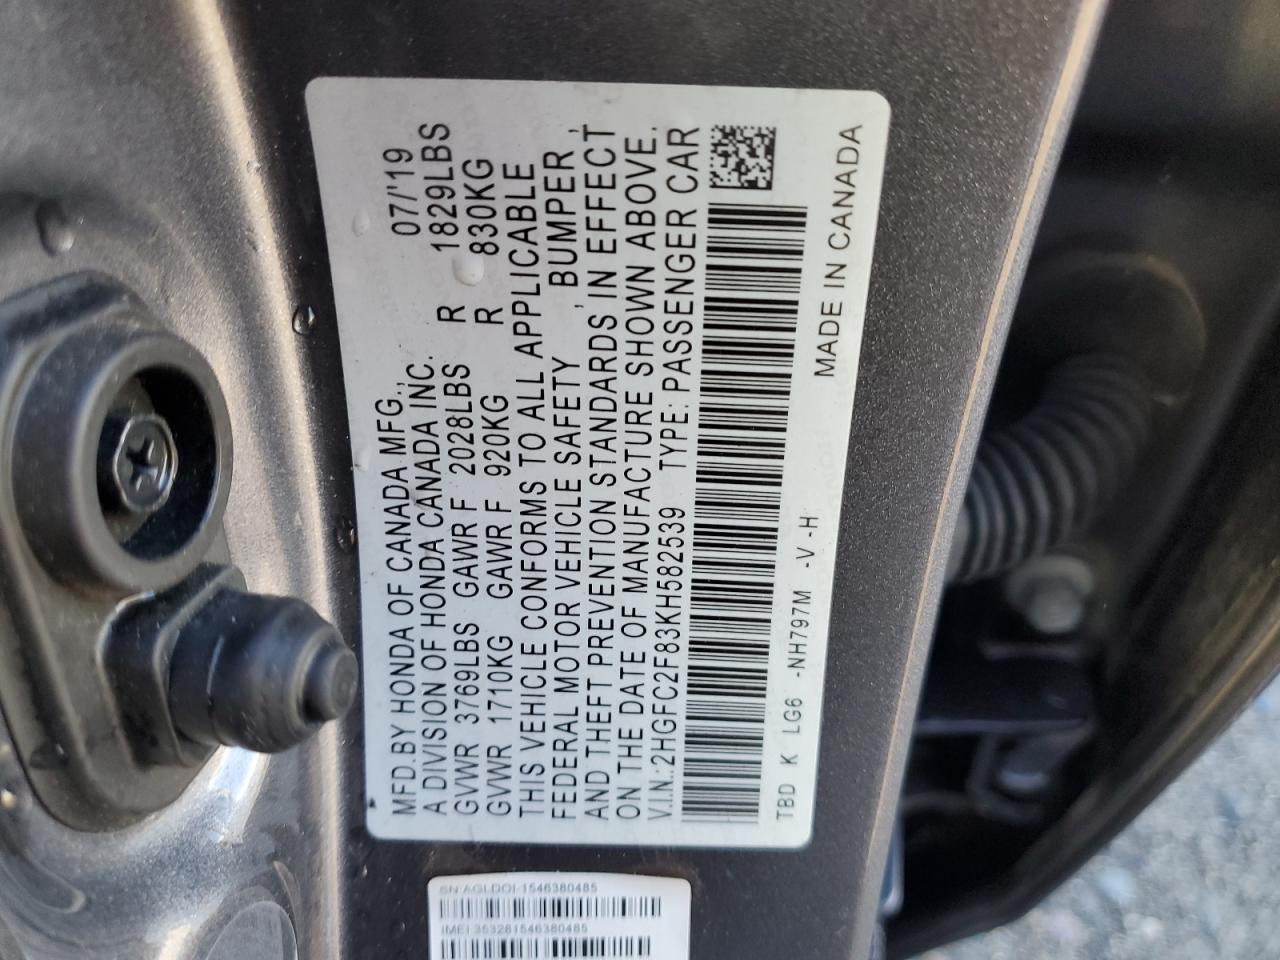 MFD.BY HONDA OF CANADA MFG., 07/'19
A DIVISION OF HONDA CANADA INC.
GVWR 3769LBS GAWR F 2028LBS R 1829LBS
GVWR 1710KG GAWR F 920KG R 830KG
THIS VEHICLE CONFORMS TO ALL APPLICABLE
FEDERAL MOTOR VEHICLE SAFETY , BUMPER ,
AND THEFT PREVENTION STANDARDS IN EFFECT
ON THE DATE OF MANUFACTURE SHOWN ABOVE.
V.I.N.:2HGFC2F83KH582539 TYPE: PASSENGER CAR
TBD K LG6 -NH797M -V -H MADE IN CANADA
SN AGLDOI-1546380485
IMEI:353281546380485